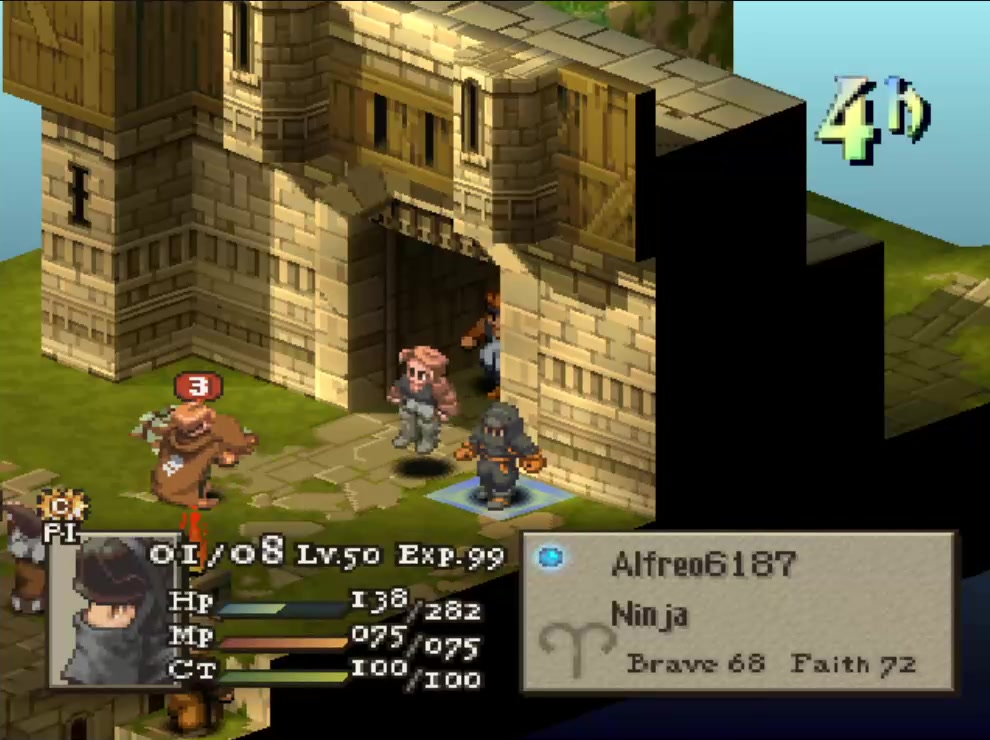 4h
3
C
PI
01/08 Lv.50 Exp.99
Hp 138/282
Mp 075/075
CT 100/100
Alfreo6187
Ninja
Brave 68 Faith 72